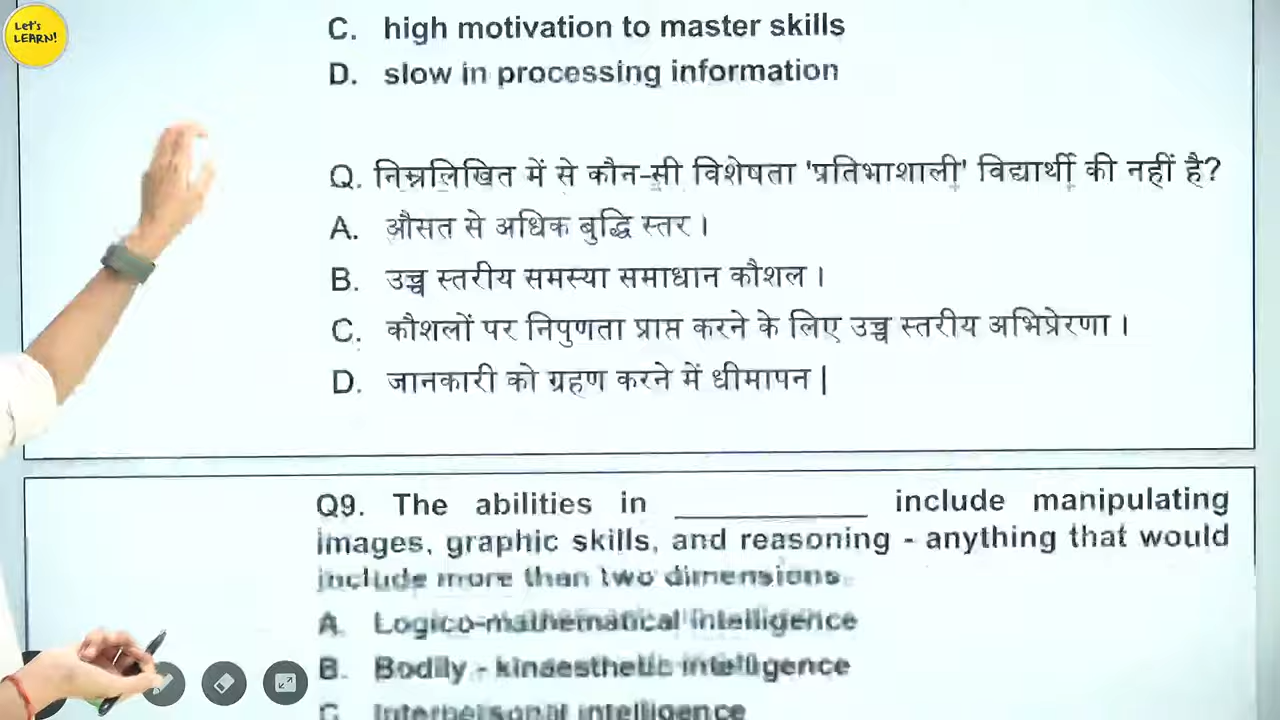 Let's
LEARN!
C. high motivation to master skills
D. slow in processing information
Q. निम्नलिखित में से कौन-सी विशेषता 'प्रतिभाशाली' विद्यार्थी की नहीं है?
A. औसत से अधिक बुद्धि स्तर ।
B. उच्च स्तरीय समस्या समाधान कौशल ।
C. कौशलों पर निपुणता प्राप्त करने के लिए उच्च स्तरीय अभिप्रेरणा ।
D. जानकारी को ग्रहण करने में धीमापन |
Q9. The abilities in __________ include manipulating
images, graphic skills, and reasoning - anything that would
include more than two dimensions.
A. Logico-mathematical intelligence
B. Bodily - kinaesthetic intelligence
C. Interpersonal intelligence